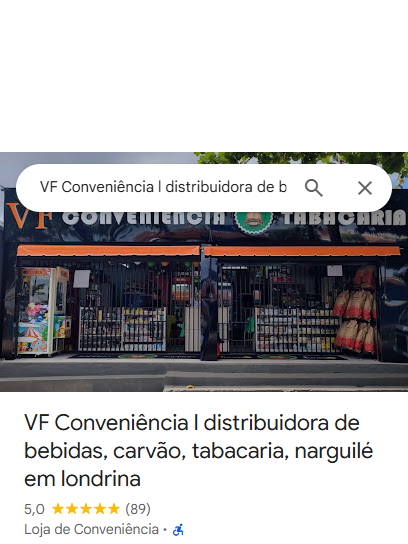 VF Conveniência l distribuidora de b
VF CONVENIÊNCIA TABACARIA
VF Conveniência l distribuidora de
bebidas, carvão, tabacaria, narguilé
em londrina
5,0 ★★★★★ (89)
Loja de Conveniência ·